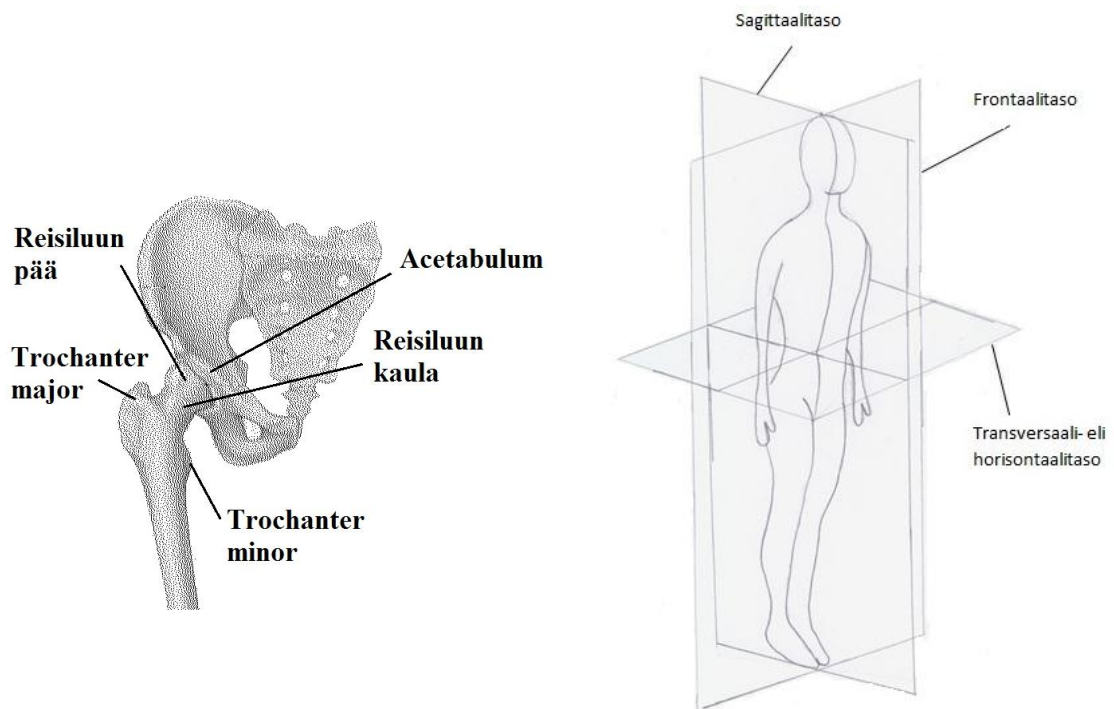 Reisiluun
pää
Acetabulum
Trochanter
major
Reisiluun
kaula
Trochanter
minor
Sagittaalitaso
Frontaalitaso
Transversaali- eli
horisontaalitaso